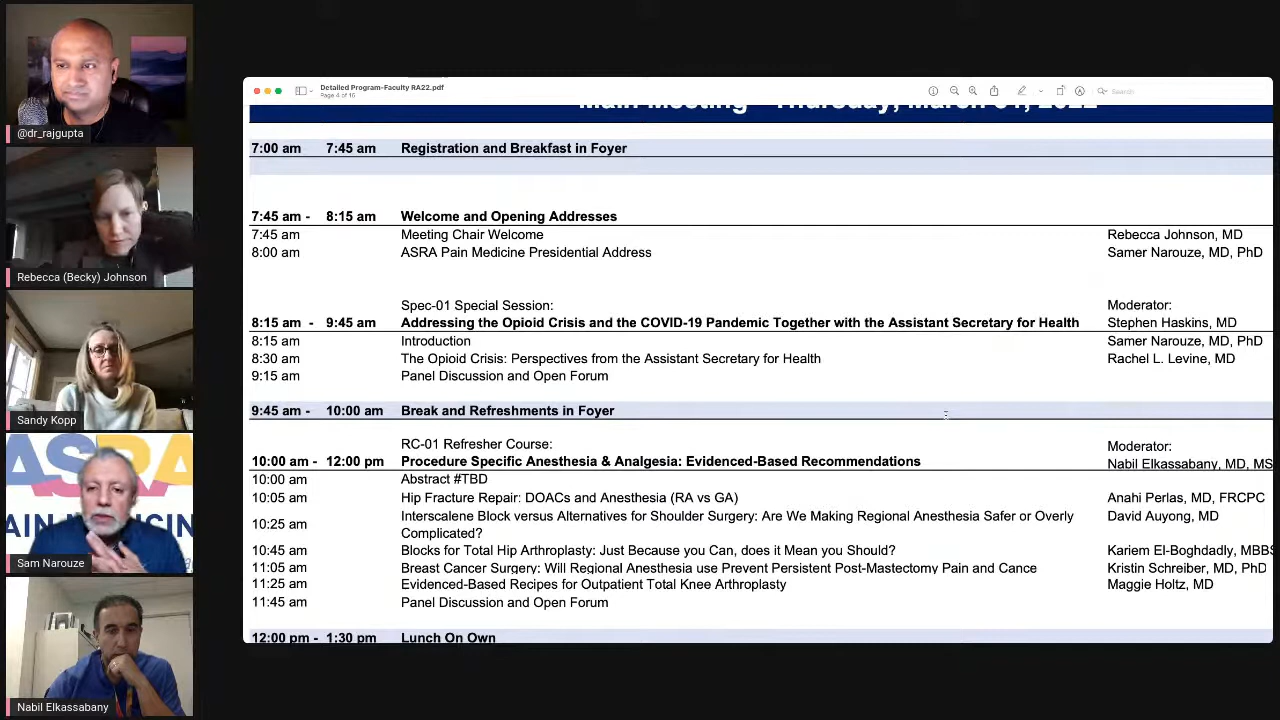 @dr_rajgupta
Rebecca (Becky) Johnson
Sandy Kopp
ASRA
PAIN MEDICINE
Sam Narouze
Nabil Elkassabany
Detailed Program-Faculty RA22.pdf
Page 4 of 16
Search
Main Meeting - Thursday, March 31, 2022
7:00 am 7:45 am Registration and Breakfast in Foyer
7:45 am - 8:15 am Welcome and Opening Addresses
7:45 am Meeting Chair Welcome Rebecca Johnson, MD
8:00 am ASRA Pain Medicine Presidential Address Samer Narouze, MD, PhD
Spec-01 Special Session: Moderator:
8:15 am - 9:45 am Addressing the Opioid Crisis and the COVID-19 Pandemic Together with the Assistant Secretary for Health Stephen Haskins, MD
8:15 am Introduction Samer Narouze, MD, PhD
8:30 am The Opioid Crisis: Perspectives from the Assistant Secretary for Health Rachel L. Levine, MD
9:15 am Panel Discussion and Open Forum
9:45 am - 10:00 am Break and Refreshments in Foyer
RC-01 Refresher Course: Moderator:
10:00 am - 12:00 pm Procedure Specific Anesthesia & Analgesia: Evidenced-Based Recommendations Nabil Elkassabany, MD, MS
10:00 am Abstract #TBD
10:05 am Hip Fracture Repair: DOACs and Anesthesia (RA vs GA) Anahi Perlas, MD, FRCPC
10:25 am Interscalene Block versus Alternatives for Shoulder Surgery: Are We Making Regional Anesthesia Safer or Overly David Auyong, MD
Complicated?
10:45 am Blocks for Total Hip Arthroplasty: Just Because you Can, does it Mean you Should? Kariem El-Boghdadly, MBBS
11:05 am Breast Cancer Surgery: Will Regional Anesthesia use Prevent Persistent Post-Mastectomy Pain and Cance Kristin Schreiber, MD, PhD
11:25 am Evidenced-Based Recipes for Outpatient Total Knee Arthroplasty Maggie Holtz, MD
11:45 am Panel Discussion and Open Forum
12:00 pm - 1:30 pm Lunch On Own